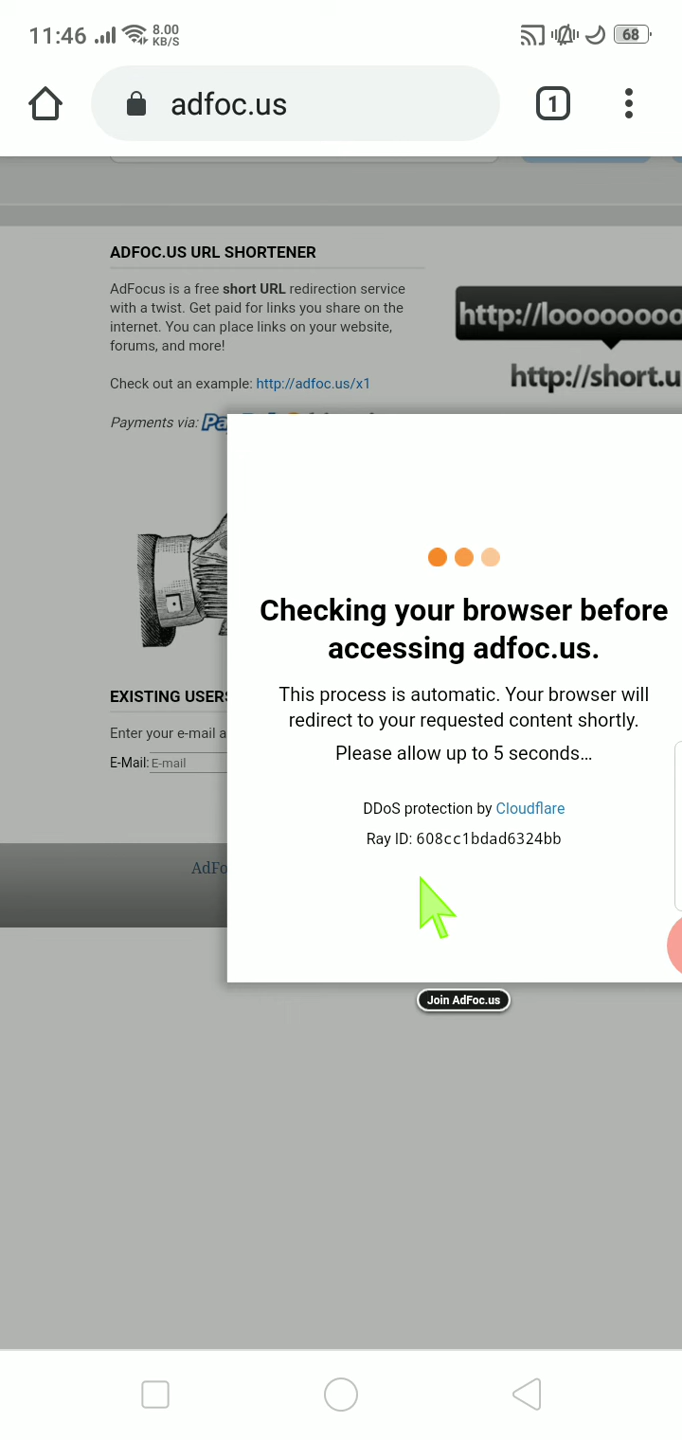 11:46
8.00
KB/S
68
adfoc.us
1
ADFOC.US URL SHORTENER
AdFocus is a free short URL redirection service
with a twist. Get paid for links you share on the
internet. You can place links on your website,
forums, and more!
Check out an example: http://adfoc.us/x1
http://looooooo
http://short.u
Payments via: Pa
Checking your browser before
accessing adfoc.us.
This process is automatic. Your browser will
redirect to your requested content shortly.
Please allow up to 5 seconds…
DDoS protection by Cloudflare
Ray ID: 608cc1bdad6324bb
EXISTING USERS
Enter your e-mail a
E-Mail: E-mail
AdFo
Join AdFoc.us